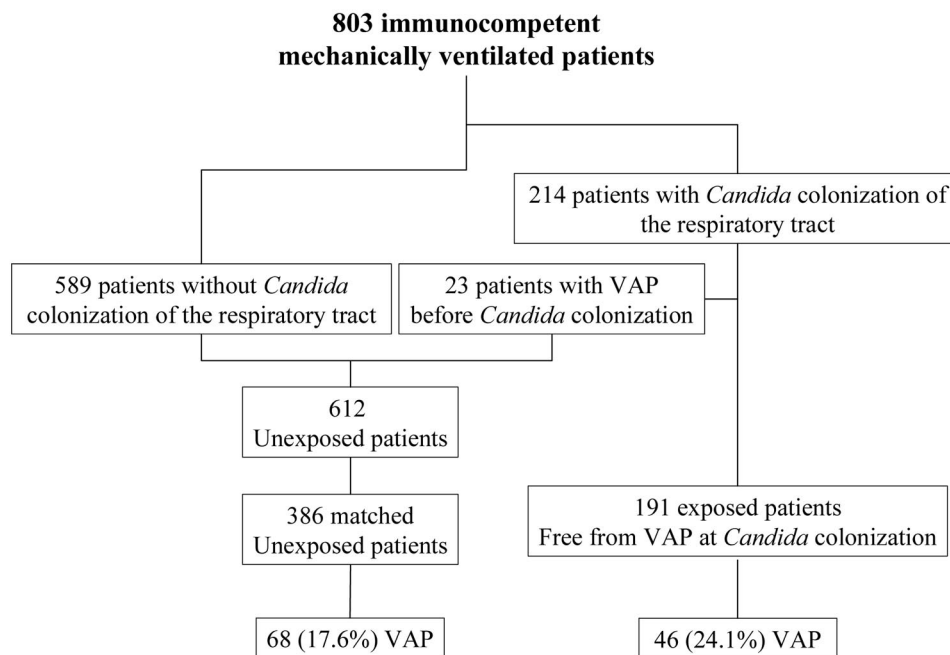 803 immunocompetent
mechanically ventilated patients
214 patients with Candida colonization of
the respiratory tract
589 patients without Candida
colonization of the respiratory tract
23 patients with VAP
before Candida colonization
612
Unexposed patients
386 matched
Unexposed patients
191 exposed patients
Free from VAP at Candida colonization
68 (17.6%) VAP
46 (24.1%) VAP